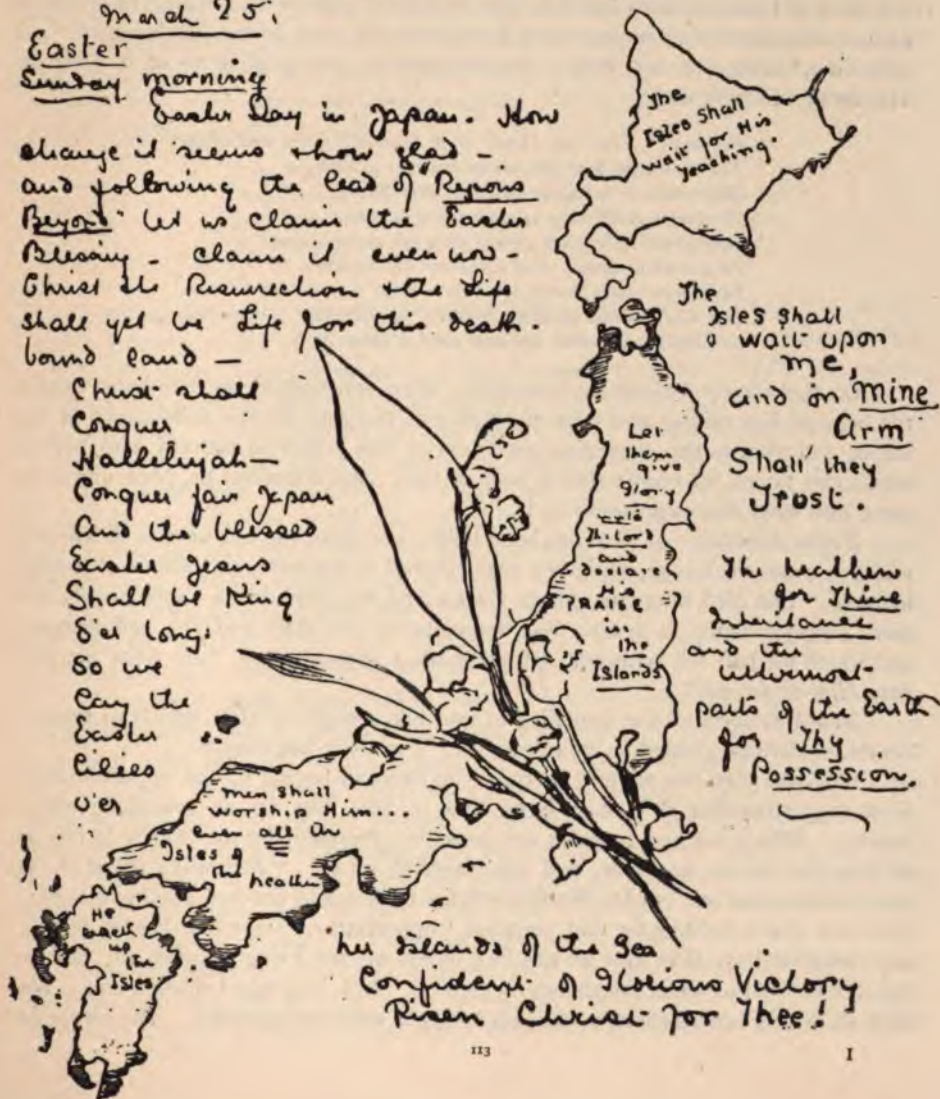 March 25.
Easter
Sunday morning
Easter Day in Japan. How
strange it seems & how glad -
and following the lead of "Regions
Beyond" let us claim the Easter
Blessing - claim it even now -
Christ the Resurrection & the Life
shall yet be Life for this death-
bound land -
Christ shall
Conquer
Hallelujah -
Conquer fair Japan
And the blessed
Easter Jesus
Shall be King
o'er long:
So we
lay the
Easter
lilies
o'er
her Islands of the Sea
Confident of Glorious Victory
Risen Christ for Thee!
The
Isles Shall
wait for His
Teaching.
The
Isles shall
wait upon
me,
and on Mine
Arm
Shall they
Trust.
Let
them give
glory
unto
The Lord
and
declare
His
PRAISE
in
the
Islands
The heathen
for Thine
Inheritance
and the
uttermost
parts of the Earth
for Thy
Possession.
men shall
worship Him...
even all the
Isles of
the heathen
He
taketh
up
the
Isles
113
I